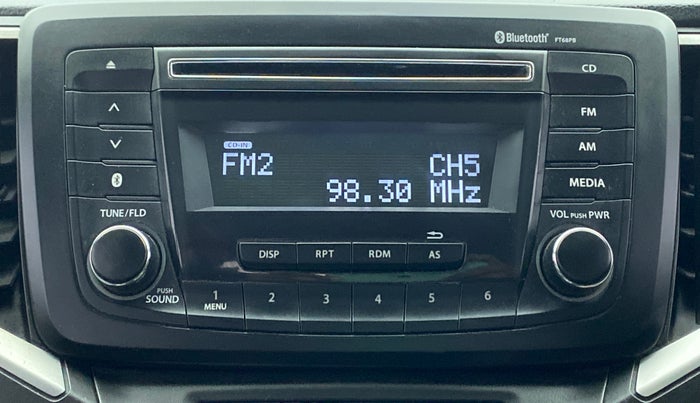 Bluetooth FT66PB
CD
FM
AM
MEDIA
CD-IN
FM2 CH5
98.30 MHz
TUNE/FLD
VOL PUSH PWR
DISP RPT RDM AS
PUSH
SOUND
1 2 3 4 5 6
MENU